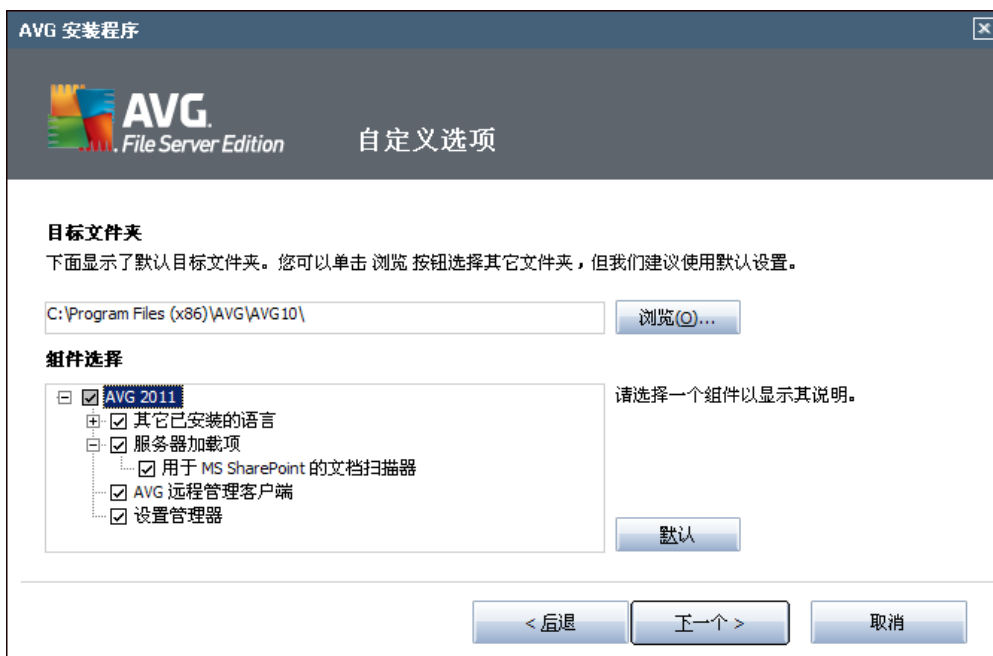 AVG 安装程序
AVG.
File Server Edition
自定义选项
目标文件夹
下面显示了默认目标文件夹。您可以单击 浏览 按钮选择其它文件夹，但我们建议使用默认设置。
C:\Program Files (x86)\AVG\AVG10\
浏览(O)...
组件选择
AVG 2011
其它已安装的语言
服务器加载项
用于 MS SharePoint 的文档扫描器
AVG 远程管理客户端
设置管理器
请选择一个组件以显示其说明。
默认
< 后退
下一个 >
取消